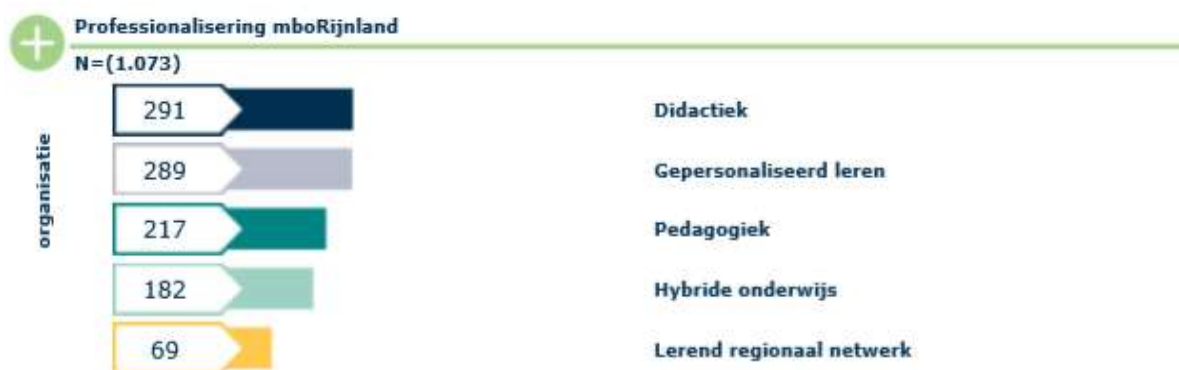 Professionalisering mboRijnland
N=(1.073)
organisatie
291 Didactiek
289 Gepersonaliseerd leren
217 Pedagogiek
182 Hybride onderwijs
69 Lerend regionaal netwerk